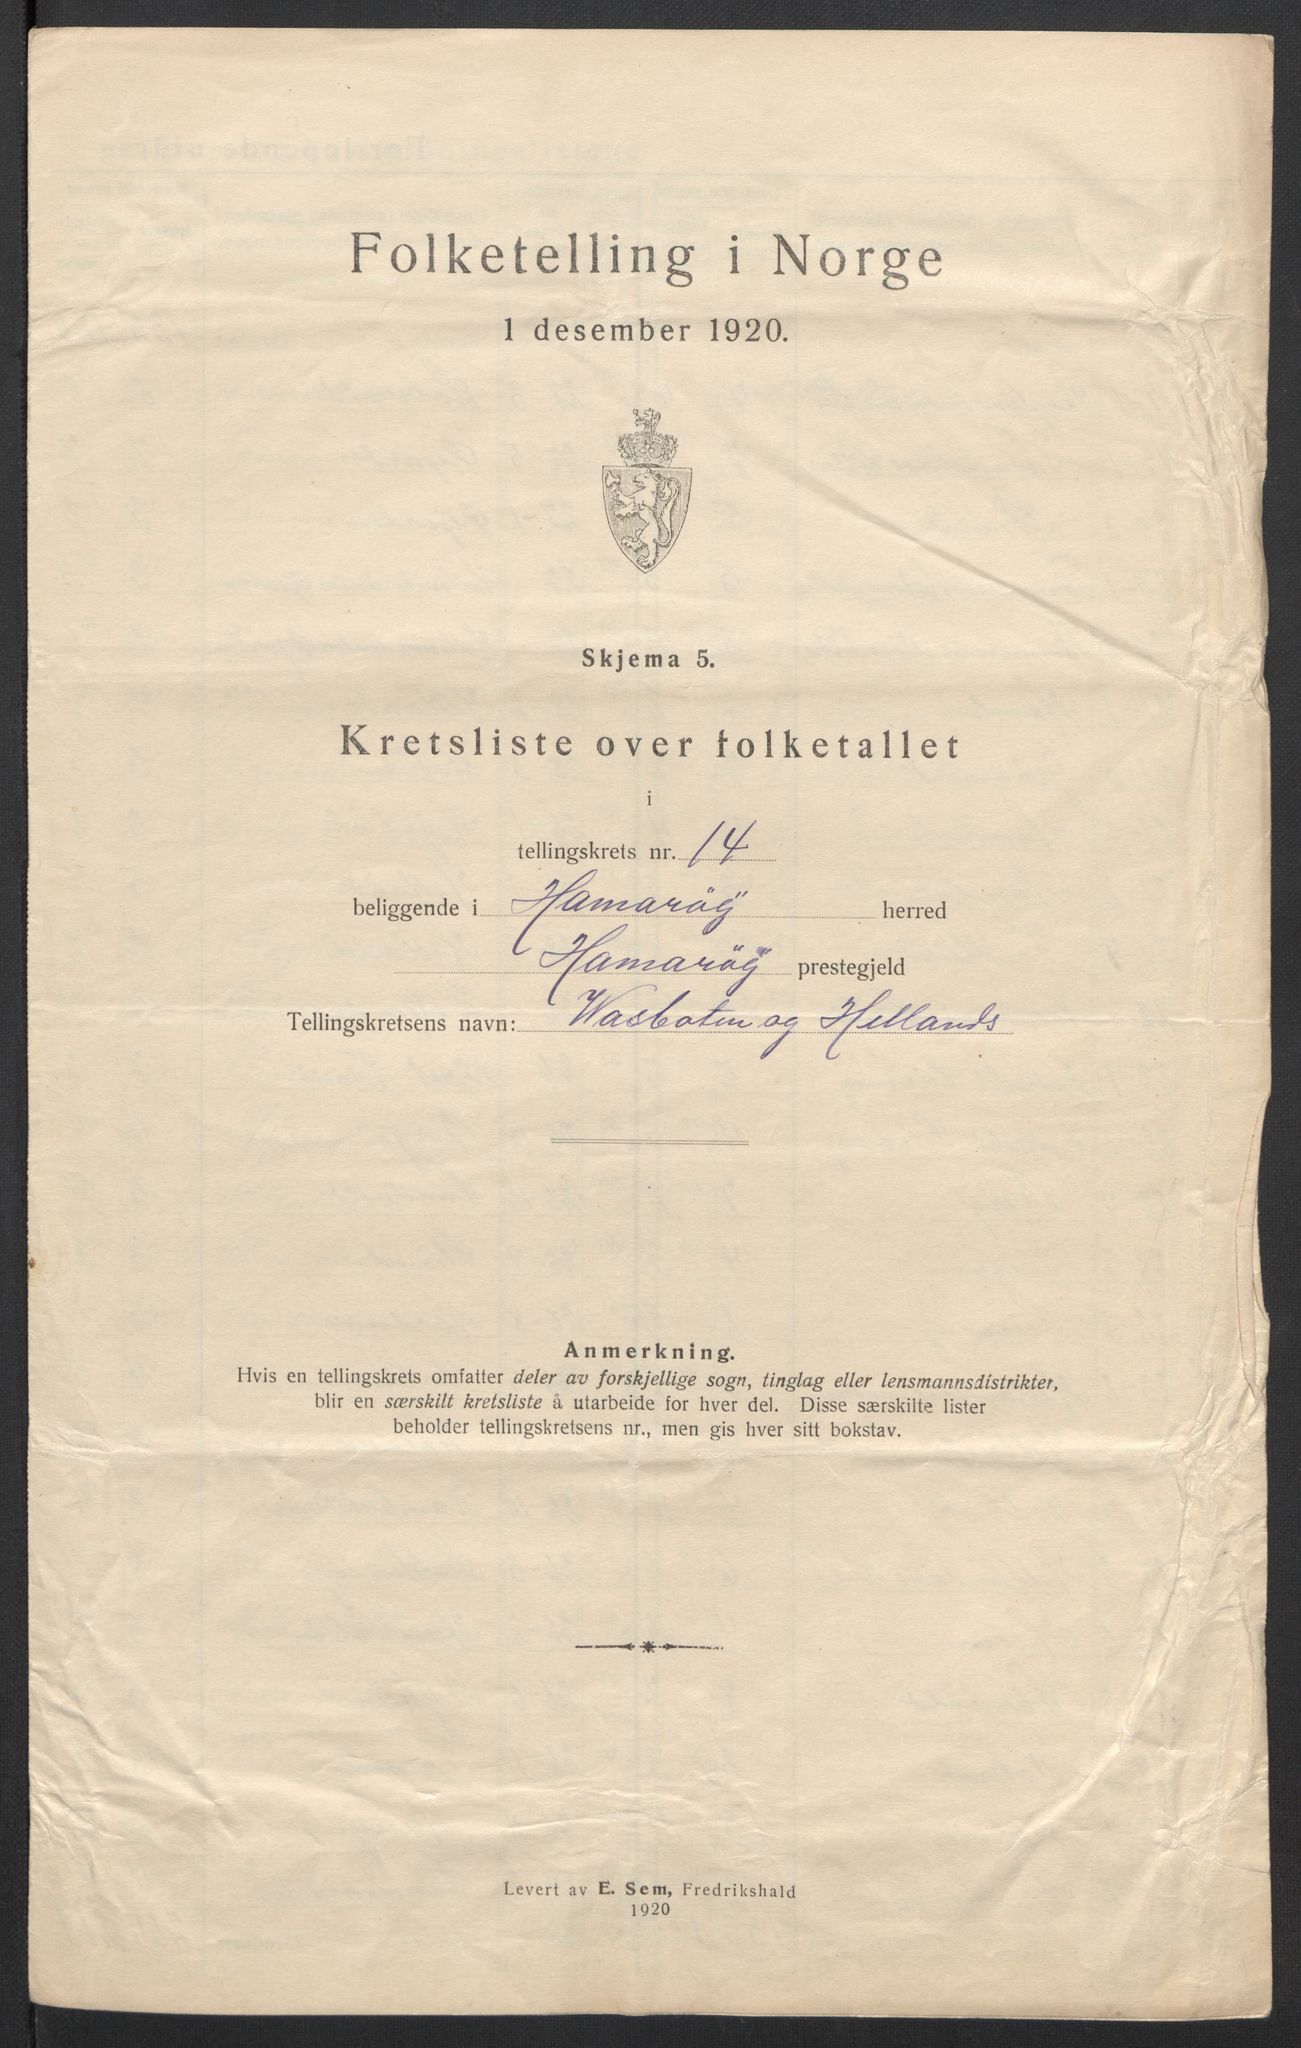 Folketelling i Norge
1 desember 1920.
Skjema 5.
Kretsliste over folketallet
i
tellingskrets nr. 14
beliggende i Hamarøy herred
Hamarøy prestegjeld
Tellingskretsens navn: Wasboten og Hellands
Anmerkning.
Hvis en tellingskrets omfatter deler av forskjellige sogn, tinglag eller lensmannsdistrikter,
blir en særskilt kretsliste å utarbeide for hver del. Disse særskilte lister
beholder tellingskretsens nr., men gis hver sitt bokstav.
Levert av E. Sem, Fredrikshald
1920